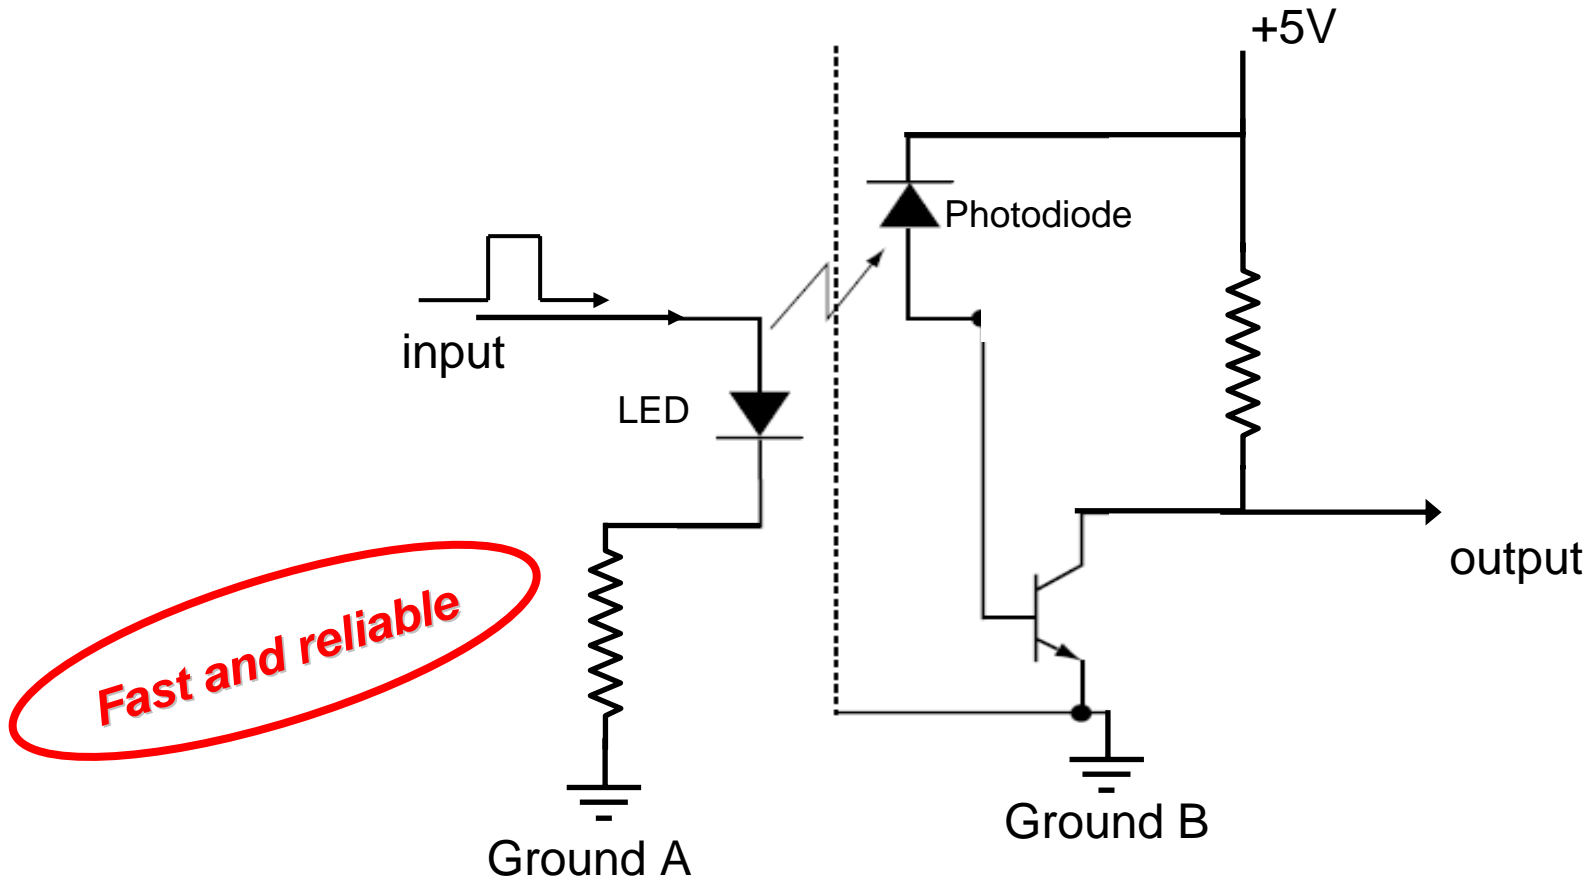 +5V
Photodiode
input
LED
output
Fast and reliable
Ground B
Ground A